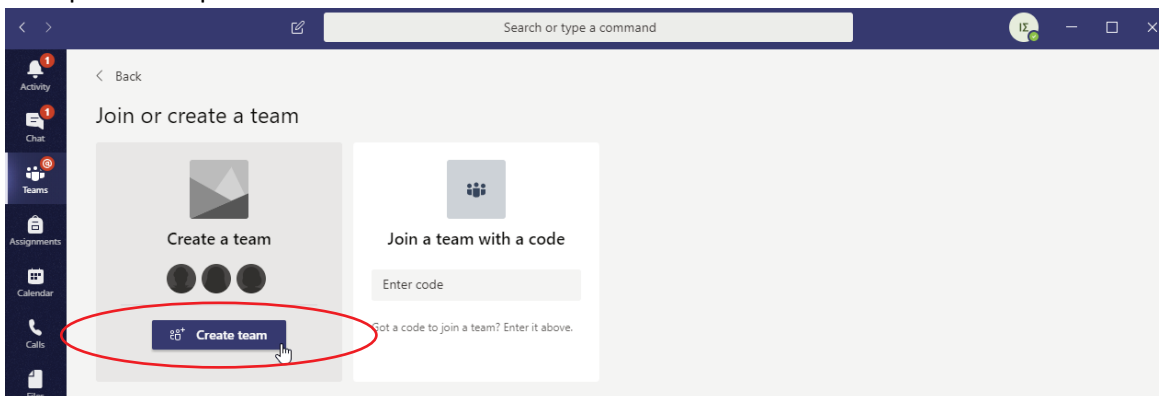 Search or type a command
ΙΣ
1
Activity
1
Chat
@
Teams
Assignments
Calendar
Calls
Back
Join or create a team
Create a team
Create team
Join a team with a code
Enter code
Got a code to join a team? Enter it above.